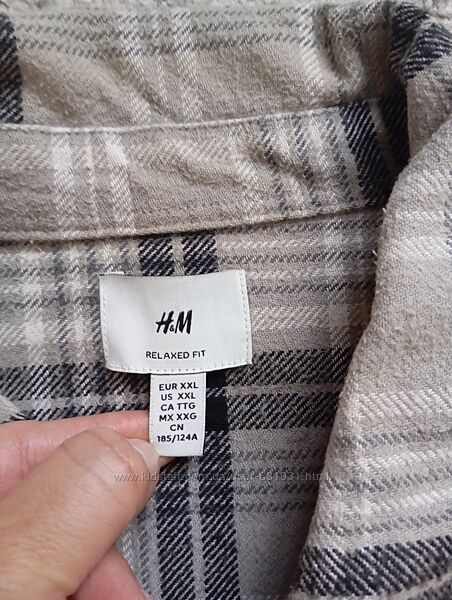 H&M
RELAXED FIT
EUR XXL
US XXL
CA TTG
MX XXG
CN
185/124A